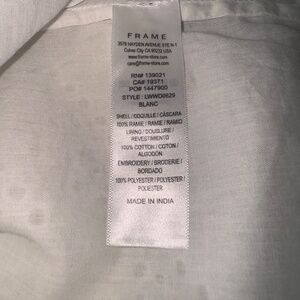 FRAME
3578 HAYDEN AVENUE STE N-1
Culver City CA 90232 USA
www.frame-store.com
care@frame-store.com
RN# 139021
CA# 19371
PO# 1447900
STYLE : LWWD0629
BLANC
SHELL / COQUILLE / CÁSCARA
100% RAMIE / RAMIE / RAMIO
LINING / DOUBLURE /
REVESTIMIENTO
100% COTTON / COTON /
ALGODÓN
EMBROIDERY / BRODERIE /
BORDADO
100% POLYESTER / POLYESTER /
POLIÉSTER
MADE IN INDIA